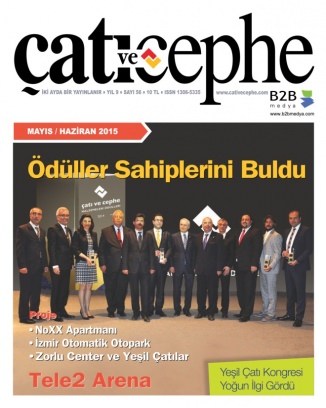 çatı ve cephe
İKİ AYDA BİR YAYINLANIR • YIL 9 • SAYI 56 • 10 TL • ISSN 1306-5335
www.cativecephe.com
B2B
medya
www.b2bmedya.com
MAYIS / HAZİRAN 2015
Ödüller Sahiplerini Buldu
çatı ve cephe
Proje
• NoXX Apartmanı
• İzmir Otomatik Otopark
• Zorlu Center ve Yeşil Çatılar
Tele2 Arena
Yeşil Çatı Kongresi
Yoğun İlgi Gördü